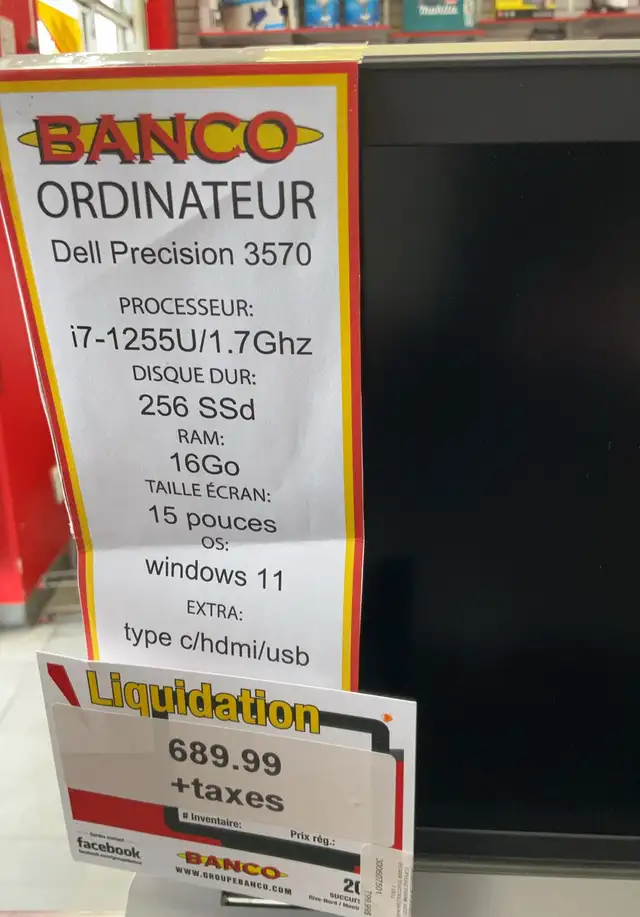 makita
BANCO
ORDINATEUR
Dell Precision 3570
PROCESSEUR:
i7-1255U/1.7Ghz
DISQUE DUR:
256 SSd
RAM:
16Go
TAILLE ÉCRAN:
15 pouces
OS:
windows 11
EXTRA:
type c/hdmi/usb
Liquidation
689.99
+taxes
# Inventaire:
Prix rég.:
facebook
BANCO
WWW.GROUPEBANCO.COM
20